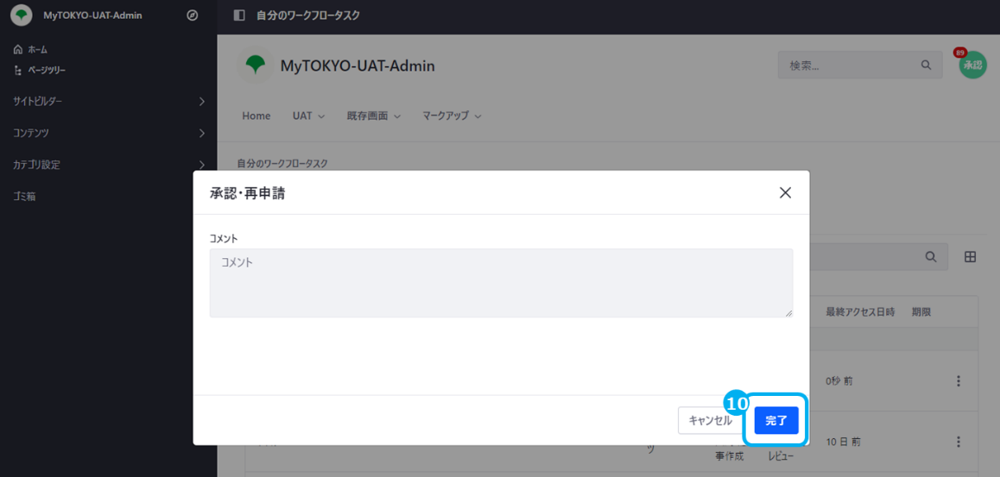 MyTOKYO-UAT-Admin
自分のワークフロータスク
ホーム
ページツリー
サイトビルダー
コンテンツ
カテゴリ設定
ゴミ箱
MyTOKYO-UAT-Admin
検索...
89
承認
Home UAT 既存画面 マークアップ
自分のワークフロータスク
承認・再申請
コメント
コメント
最終アクセス日時 期限
0秒 前
10
キャンセル 完了
10 日 前
ツ
事作成 レビュー